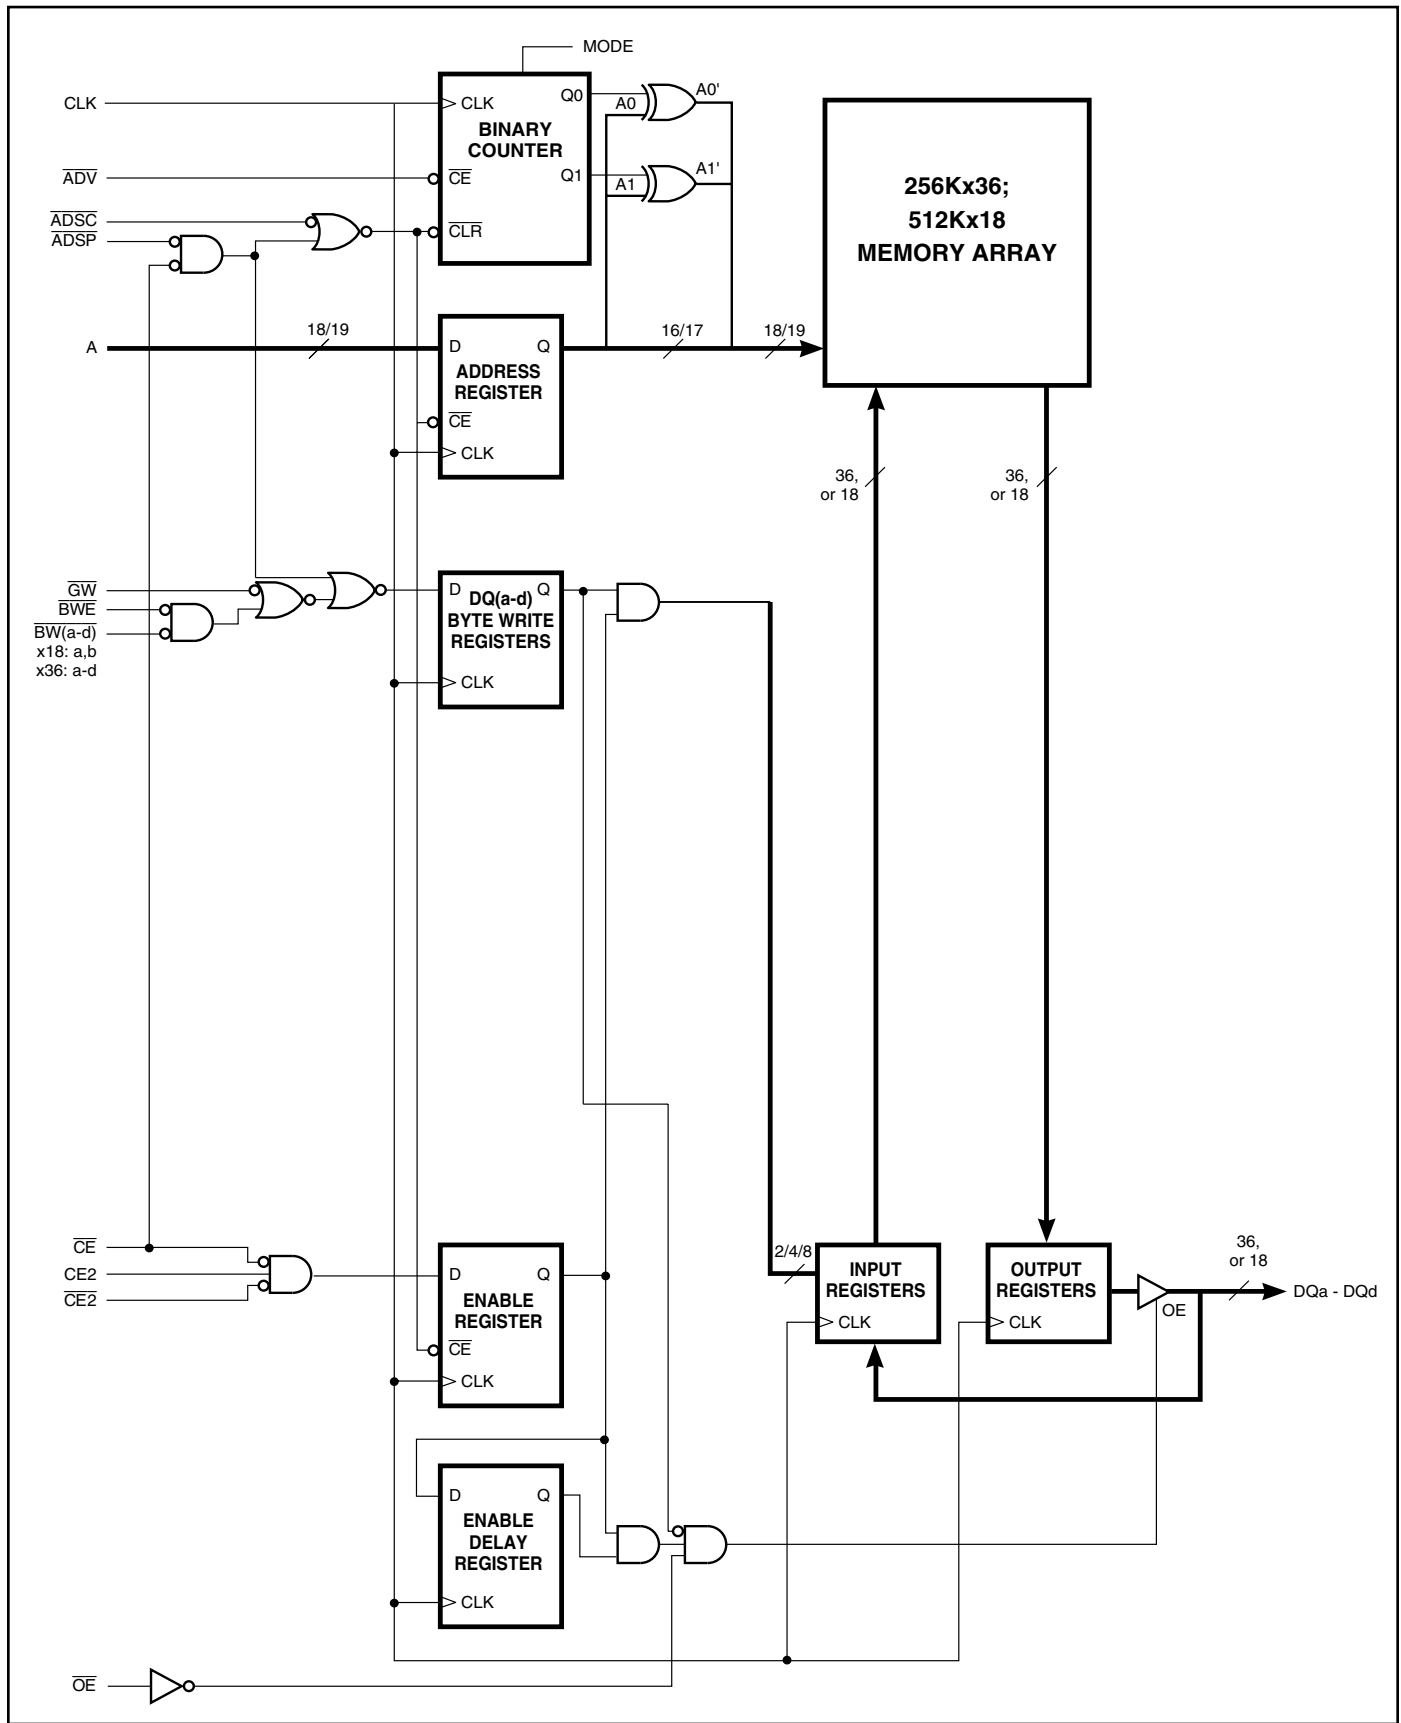 MODE
CLK
CLK
Q0
A0
A0'
BINARY
COUNTER
ADV
CE
Q1
A1
A1'
ADSC
ADSP
CLR
256Kx36;
512Kx18
MEMORY ARRAY
A
18/19
D
Q
16/17
18/19
ADDRESS
REGISTER
CE
CLK
36,
or 18
36,
or 18
GW
BWE
BW(a-d)
x18: a,b
x36: a-d
D
Q
DQ(a-d)
BYTE WRITE
REGISTERS
CLK
CE
CE2
CE2
D
Q
ENABLE
REGISTER
CE
CLK
2/4/8
INPUT
REGISTERS
CLK
OUTPUT
REGISTERS
CLK
OE
36,
or 18
DQa - DQd
D
Q
ENABLE
DELAY
REGISTER
CLK
OE